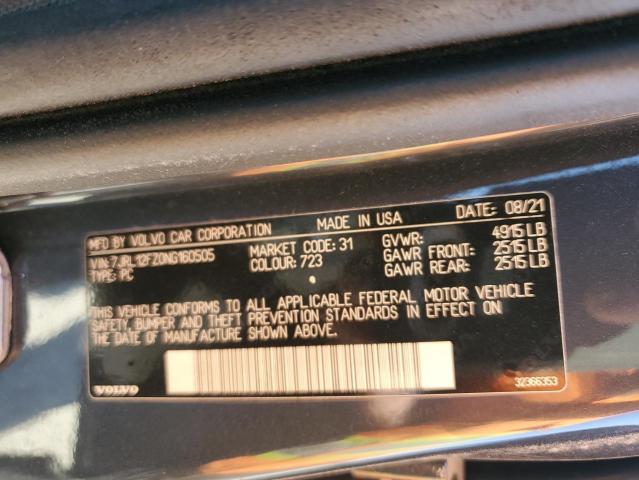 MFD BY VOLVO CAR CORPORATION MADE IN USA DATE: 08/21
VIN: 7JRL12FZ0NG160505 MARKET CODE: 31 GVWR: 4915 LB
TYPE: PC COLOUR: 723 GAWR FRONT: 2515 LB
GAWR REAR: 2515 LB
THIS VEHICLE CONFORMS TO ALL APPLICABLE FEDERAL MOTOR VEHICLE
SAFETY, BUMPER AND THEFT PREVENTION STANDARDS IN EFFECT ON
THE DATE OF MANUFACTURE SHOWN ABOVE.
VOLVO 32366353